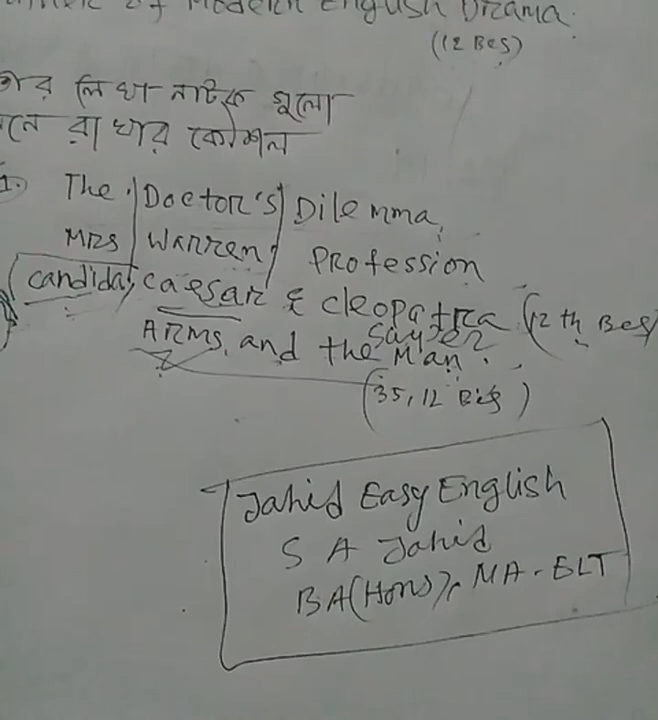 of Modern English Drama.
(12 Bcs)
তার লিখা নাটক গুলো
মনে রাখার কৌশল
1. The Doctor's Dilemma,
Mrs Warren, Profession
candida, caesar & cleopatra (12th Bcs)
Arms, and the Man.
(35, 12 Bcs)
Jahid Easy English
S A Jahid
BA(Hons), MA-ELT